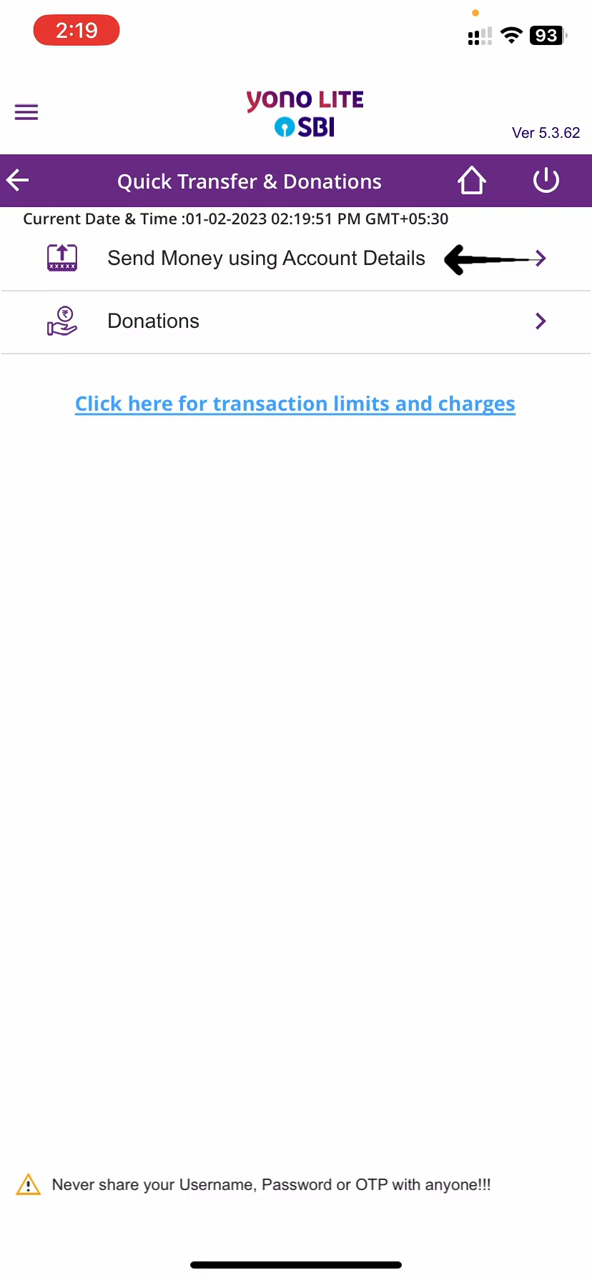 2:19
93
yono LITE
SBI
Ver 5.3.62
Quick Transfer & Donations
Current Date & Time :01-02-2023 02:19:51 PM GMT+05:30
Send Money using Account Details
Donations
Click here for transaction limits and charges
Never share your Username, Password or OTP with anyone!!!